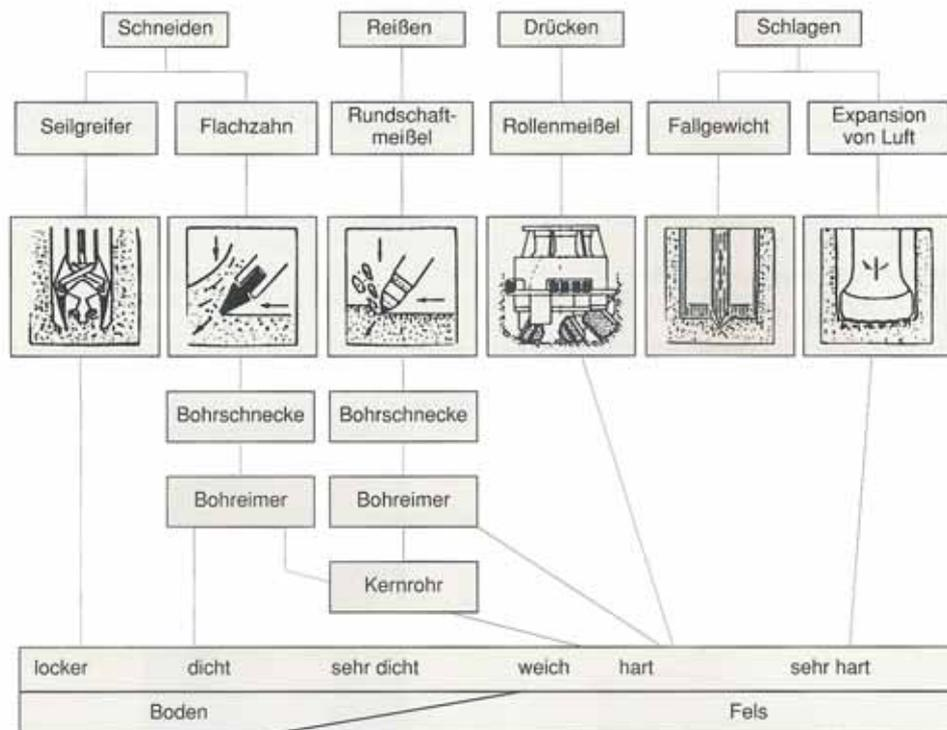 Schneiden
Reißen
Drücken
Schlagen
Seilgreifer
Flachzahn
Rundschaft-
meißel
Rollenmeißel
Fallgewicht
Expansion
von Luft
Bohrschnecke
Bohrschnecke
Bohreimer
Bohreimer
Kernrohr
locker
dicht
sehr dicht
weich
hart
sehr hart
Boden
Fels